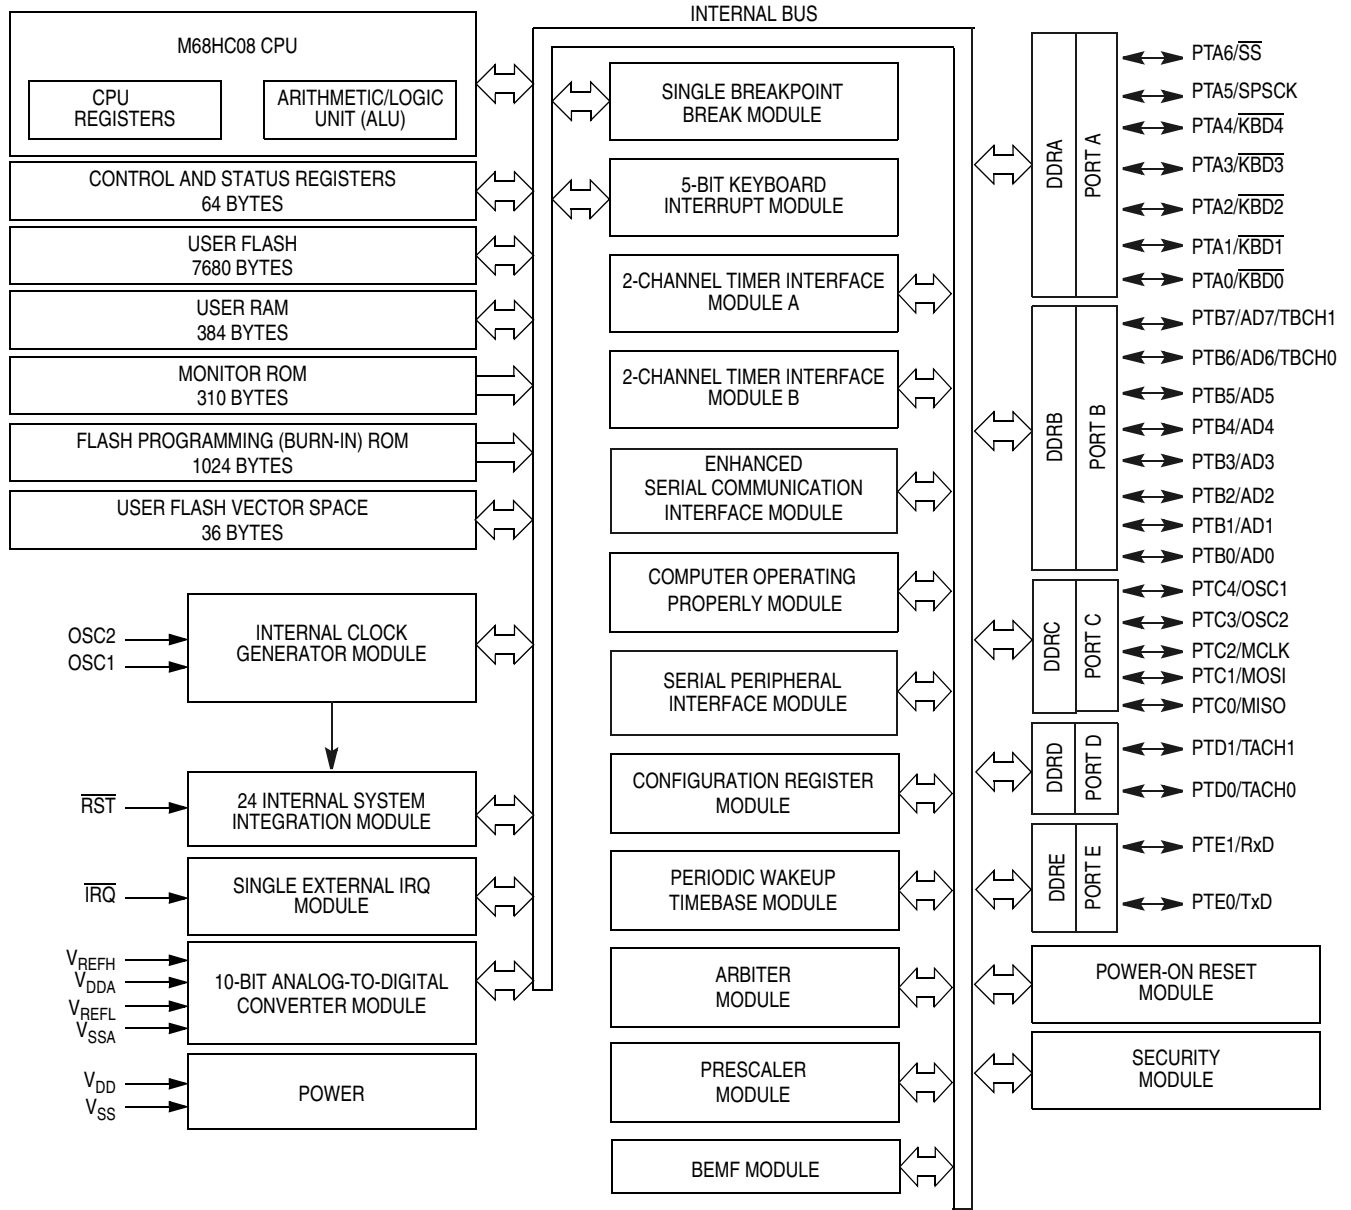 INTERNAL BUS
M68HC08 CPU
CPU
REGISTERS
ARITHMETIC/LOGIC
UNIT (ALU)
CONTROL AND STATUS REGISTERS
64 BYTES
USER FLASH
7680 BYTES
USER RAM
384 BYTES
MONITOR ROM
310 BYTES
FLASH PROGRAMMING (BURN-IN) ROM
1024 BYTES
USER FLASH VECTOR SPACE
36 BYTES
OSC2
OSC1
INTERNAL CLOCK
GENERATOR MODULE
RST
24 INTERNAL SYSTEM
INTEGRATION MODULE
IRQ
SINGLE EXTERNAL IRQ
MODULE
VREFH
VDDA
VREFL
VSSA
10-BIT ANALOG-TO-DIGITAL
CONVERTER MODULE
VDD
VSS
POWER
SINGLE BREAKPOINT
BREAK MODULE
5-BIT KEYBOARD
INTERRUPT MODULE
2-CHANNEL TIMER INTERFACE
MODULE A
2-CHANNEL TIMER INTERFACE
MODULE B
ENHANCED
SERIAL COMMUNICATION
INTERFACE MODULE
COMPUTER OPERATING
PROPERLY MODULE
SERIAL PERIPHERAL
INTERFACE MODULE
CONFIGURATION REGISTER
MODULE
PERIODIC WAKEUP
TIMEBASE MODULE
ARBITER
MODULE
PRESCALER
MODULE
BEMF MODULE
DDRA
PORT A
PTA6/SS
PTA5/SPSCK
PTA4/KBD4
PTA3/KBD3
PTA2/KBD2
PTA1/KBD1
PTA0/KBD0
DDRB
PORT B
PTB7/AD7/TBCH1
PTB6/AD6/TBCH0
PTB5/AD5
PTB4/AD4
PTB3/AD3
PTB2/AD2
PTB1/AD1
PTB0/AD0
DDRC
PORT C
PTC4/OSC1
PTC3/OSC2
PTC2/MCLK
PTC1/MOSI
PTC0/MISO
DDRD
PORT D
PTD1/TACH1
PTD0/TACH0
DDRE
PORT E
PTE1/RxD
PTE0/TxD
POWER-ON RESET
MODULE
SECURITY
MODULE